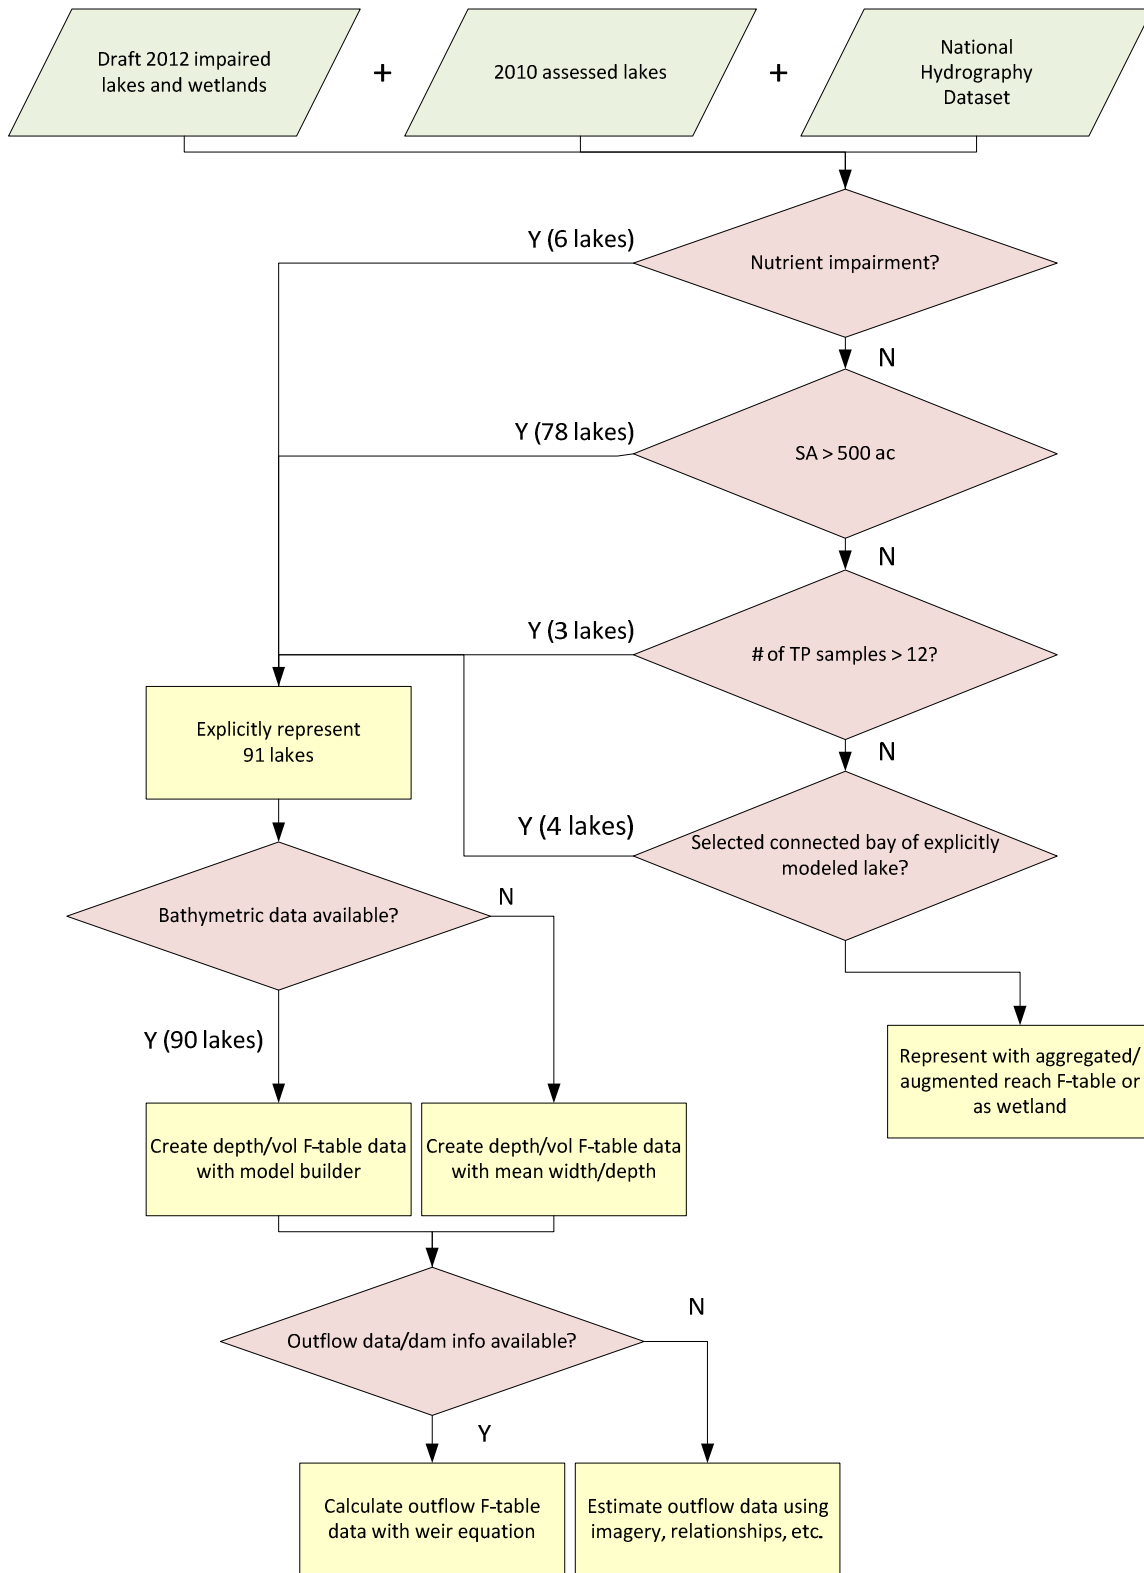 Draft 2012 impaired
lakes and wetlands
+
2010 assessed lakes
+
National
Hydrography
Dataset
Y (6 lakes)
Nutrient impairment?
N
Y (78 lakes)
SA > 500 ac
N
Y (3 lakes)
# of TP samples > 12?
N
Explicitly represent
91 lakes
Y (4 lakes)
Selected connected bay of explicitly
modeled lake?
Bathymetric data available?
N
Y (90 lakes)
Represent with aggregated/
augmented reach F-table or
as wetland
Create depth/vol F-table data
with model builder
Create depth/vol F-table data
with mean width/depth
Outflow data/dam info available?
N
Y
Calculate outflow F-table
data with weir equation
Estimate outflow data using
imagery, relationships, etc.